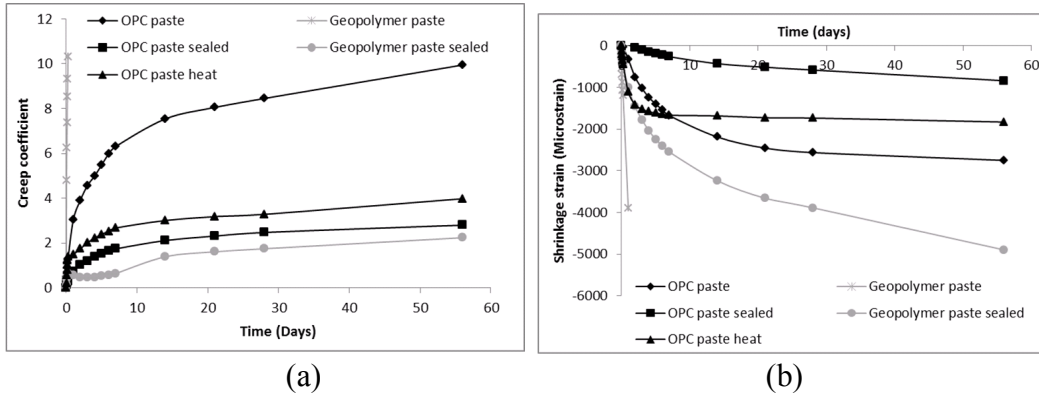 OPC paste
Geopolymer paste
OPC paste sealed
Geopolymer paste sealed
OPC paste heat
12
10
8
6
4
2
0
Creep coefficient
0 10 20 30 40 50 60
Time (Days)
(a)
Time (days)
0 10 20 30 40 50 60
0
-1000
-2000
-3000
-4000
-5000
-6000
Shrinkage strain (Microstrain)
OPC paste
Geopolymer paste
OPC paste sealed
Geopolymer paste sealed
OPC paste heat
(b)